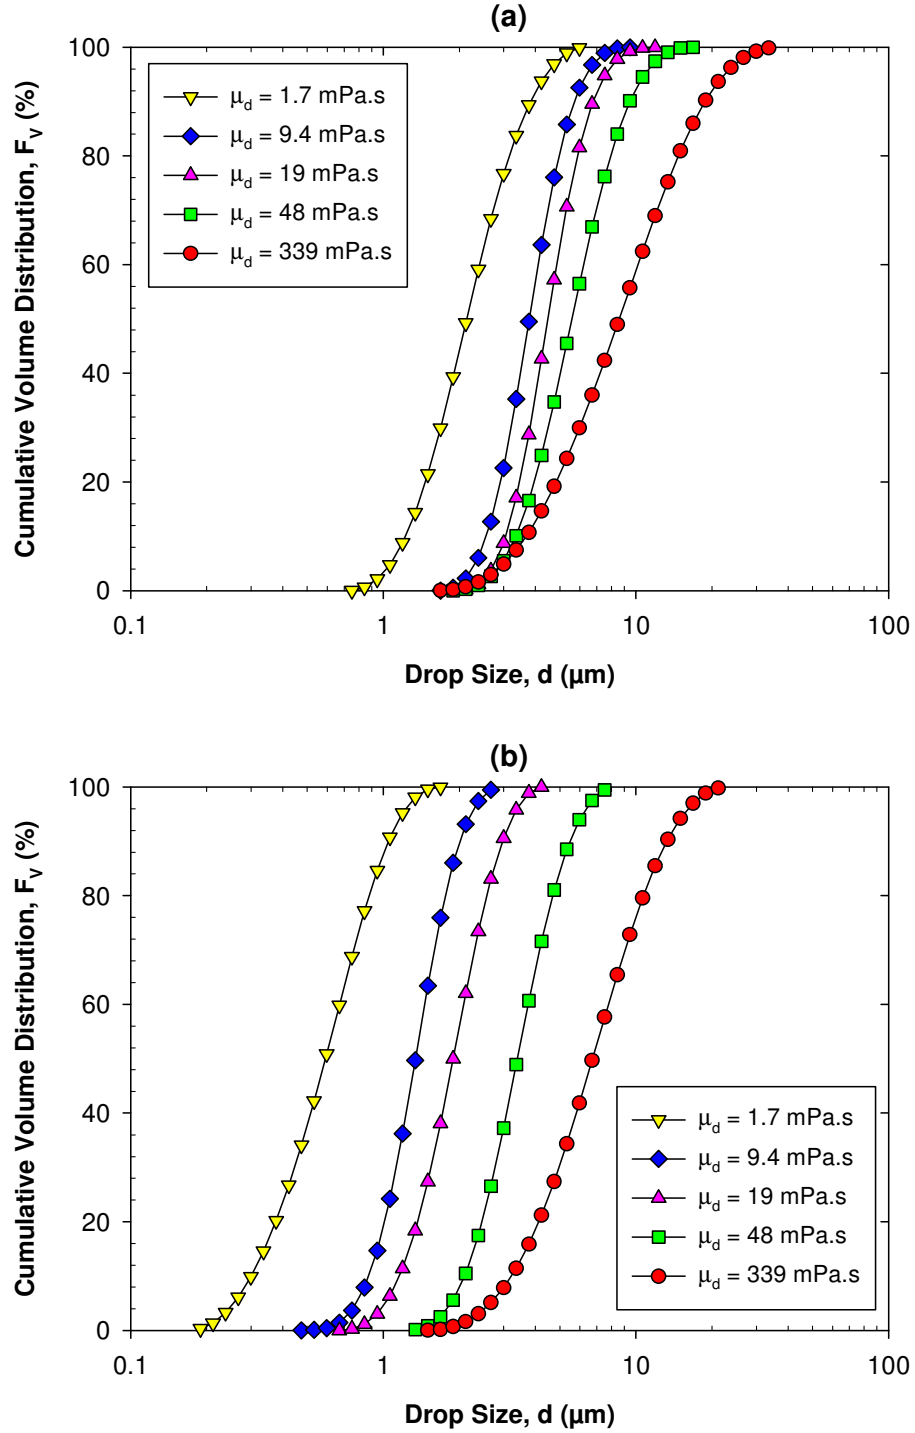 (a)
100
80
60
40
20
0
Cumulative Volume Distribution, F_V (%)
μ_d = 1.7 mPa.s
μ_d = 9.4 mPa.s
μ_d = 19 mPa.s
μ_d = 48 mPa.s
μ_d = 339 mPa.s
0.1 1 10 100
Drop Size, d (μm)
(b)
100
80
60
40
20
0
Cumulative Volume Distribution, F_V (%)
μ_d = 1.7 mPa.s
μ_d = 9.4 mPa.s
μ_d = 19 mPa.s
μ_d = 48 mPa.s
μ_d = 339 mPa.s
0.1 1 10 100
Drop Size, d (μm)